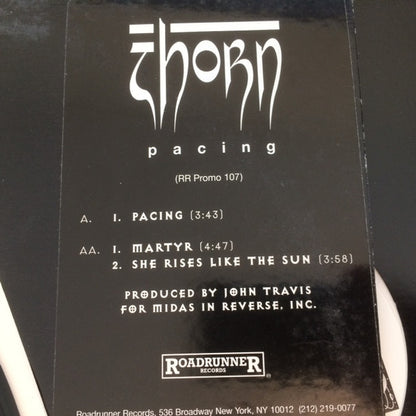 thorn
pacing
(RR Promo 107)
A. 1. PACING (3:43)
AA. 1. MARTYR (4:47)
2. SHE RISES LIKE THE SUN (3:58)
PRODUCED BY JOHN TRAVIS
FOR MIDAS IN REVERSE, INC.
ROADRUNNER
RECORDS
Roadrunner Records, 536 Broadway New York, NY 10012 (212) 219-0077